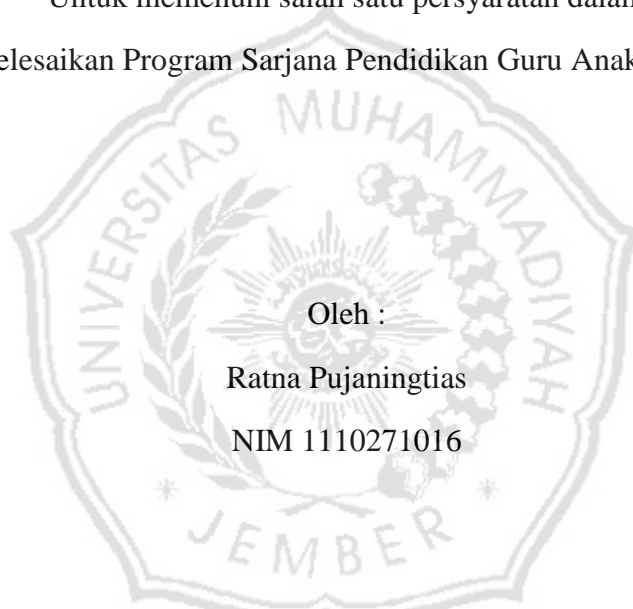 Untuk memenuhi salah satu persyaratan dalam
elesaikan Program Sarjana Pendidikan Guru Anak
UNIVERSITAS MUHAMMADIYAH
Oleh :
Ratna Pujaningtias
NIM 1110271016
* JEMBER *